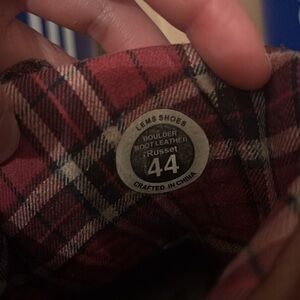 LEMS SHOES
BOULDER
BOOT LEATHER
Russet
44
CRAFTED IN CHINA